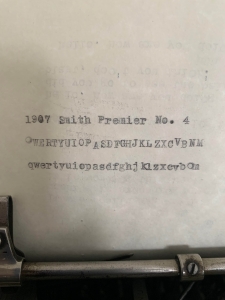 1907 Smith Premier No. 4
QWERTYUIOPASDFGHJKLZXCVBNM
qwertyuiopasdfghjklzxcvbnm